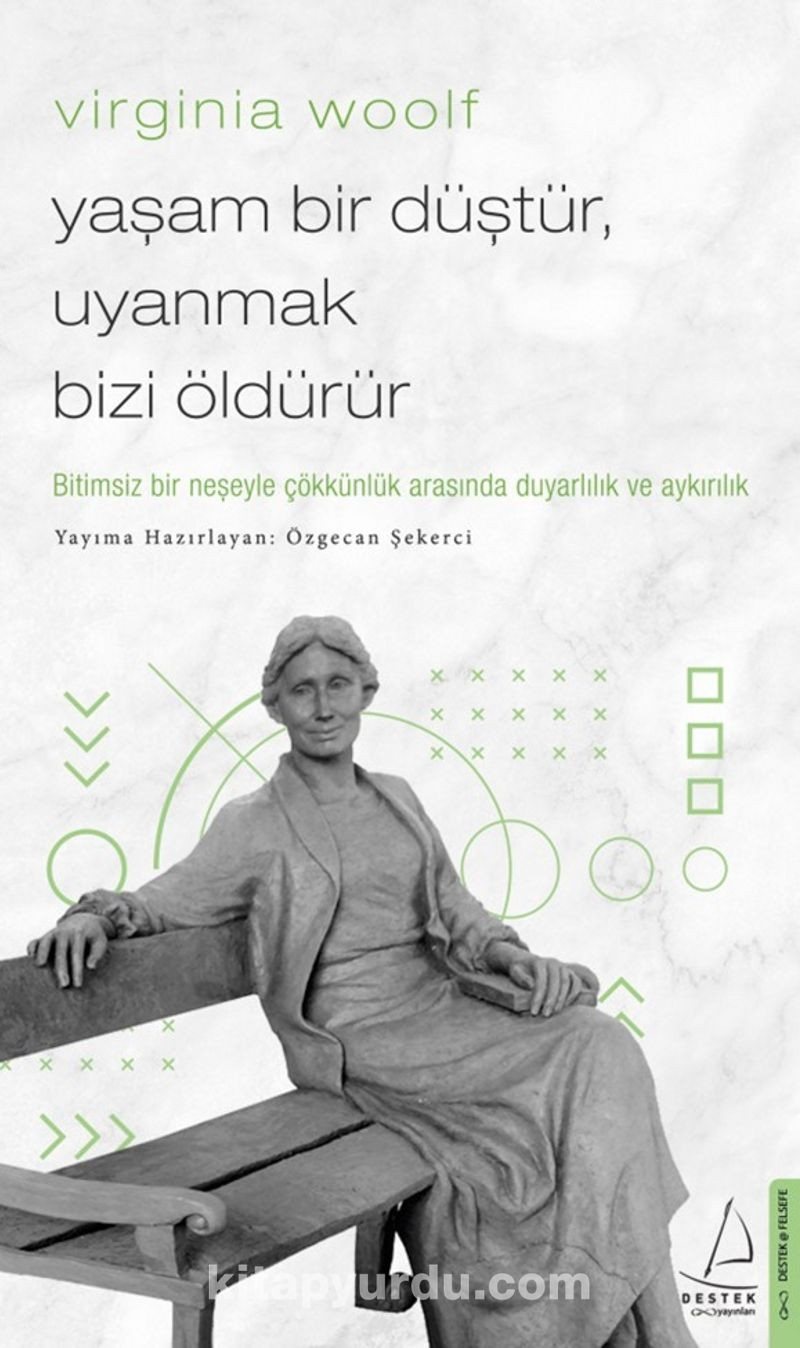 virginia woolf
yaşam bir düştür,
uyanmak
bizi öldürür
Bitimsiz bir neşeyle çökkünlük arasında duyarlılık ve aykırılık
Yayıma Hazırlayan: Özgecan Şekerci
DESTEK @ FELSEFE
DESTEK
yayınları
kitapyurdu.com